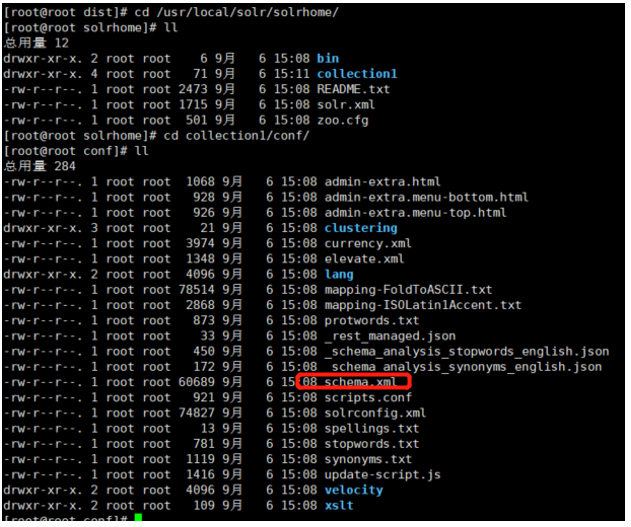 [root@root dist]# cd /usr/local/solr/solrhome/
[root@root solrhome]# ll
总用量 12
drwxr-xr-x. 2 root root 6 9月 6 15:08 bin
drwxr-xr-x. 4 root root 71 9月 6 15:11 collection1
-rw-r--r--. 1 root root 2473 9月 6 15:08 README.txt
-rw-r--r--. 1 root root 1715 9月 6 15:08 solr.xml
-rw-r--r--. 1 root root 501 9月 6 15:08 zoo.cfg
[root@root solrhome]# cd collection1/conf/
[root@root conf]# ll
总用量 284
-rw-r--r--. 1 root root 1068 9月 6 15:08 admin-extra.html
-rw-r--r--. 1 root root 928 9月 6 15:08 admin-extra.menu-bottom.html
-rw-r--r--. 1 root root 926 9月 6 15:08 admin-extra.menu-top.html
drwxr-xr-x. 3 root root 21 9月 6 15:08 clustering
-rw-r--r--. 1 root root 3974 9月 6 15:08 currency.xml
-rw-r--r--. 1 root root 1348 9月 6 15:08 elevate.xml
drwxr-xr-x. 2 root root 4096 9月 6 15:08 lang
-rw-r--r--. 1 root root 78514 9月 6 15:08 mapping-FoldToASCII.txt
-rw-r--r--. 1 root root 2868 9月 6 15:08 mapping-ISOLatin1Accent.txt
-rw-r--r--. 1 root root 873 9月 6 15:08 protwords.txt
-rw-r--r--. 1 root root 33 9月 6 15:08 _rest_managed.json
-rw-r--r--. 1 root root 450 9月 6 15:08 _schema_analysis_stopwords_english.json
-rw-r--r--. 1 root root 172 9月 6 15:08 _schema_analysis_synonyms_english.json
-rw-r--r--. 1 root root 60689 9月 6 15:08 schema.xml
-rw-r--r--. 1 root root 921 9月 6 15:08 scripts.conf
-rw-r--r--. 1 root root 74827 9月 6 15:08 solrconfig.xml
-rw-r--r--. 1 root root 13 9月 6 15:08 spellings.txt
-rw-r--r--. 1 root root 781 9月 6 15:08 stopwords.txt
-rw-r--r--. 1 root root 1119 9月 6 15:08 synonyms.txt
-rw-r--r--. 1 root root 1416 9月 6 15:08 update-script.js
drwxr-xr-x. 2 root root 4096 9月 6 15:08 velocity
drwxr-xr-x. 2 root root 109 9月 6 15:08 xslt
[root@root conf]#